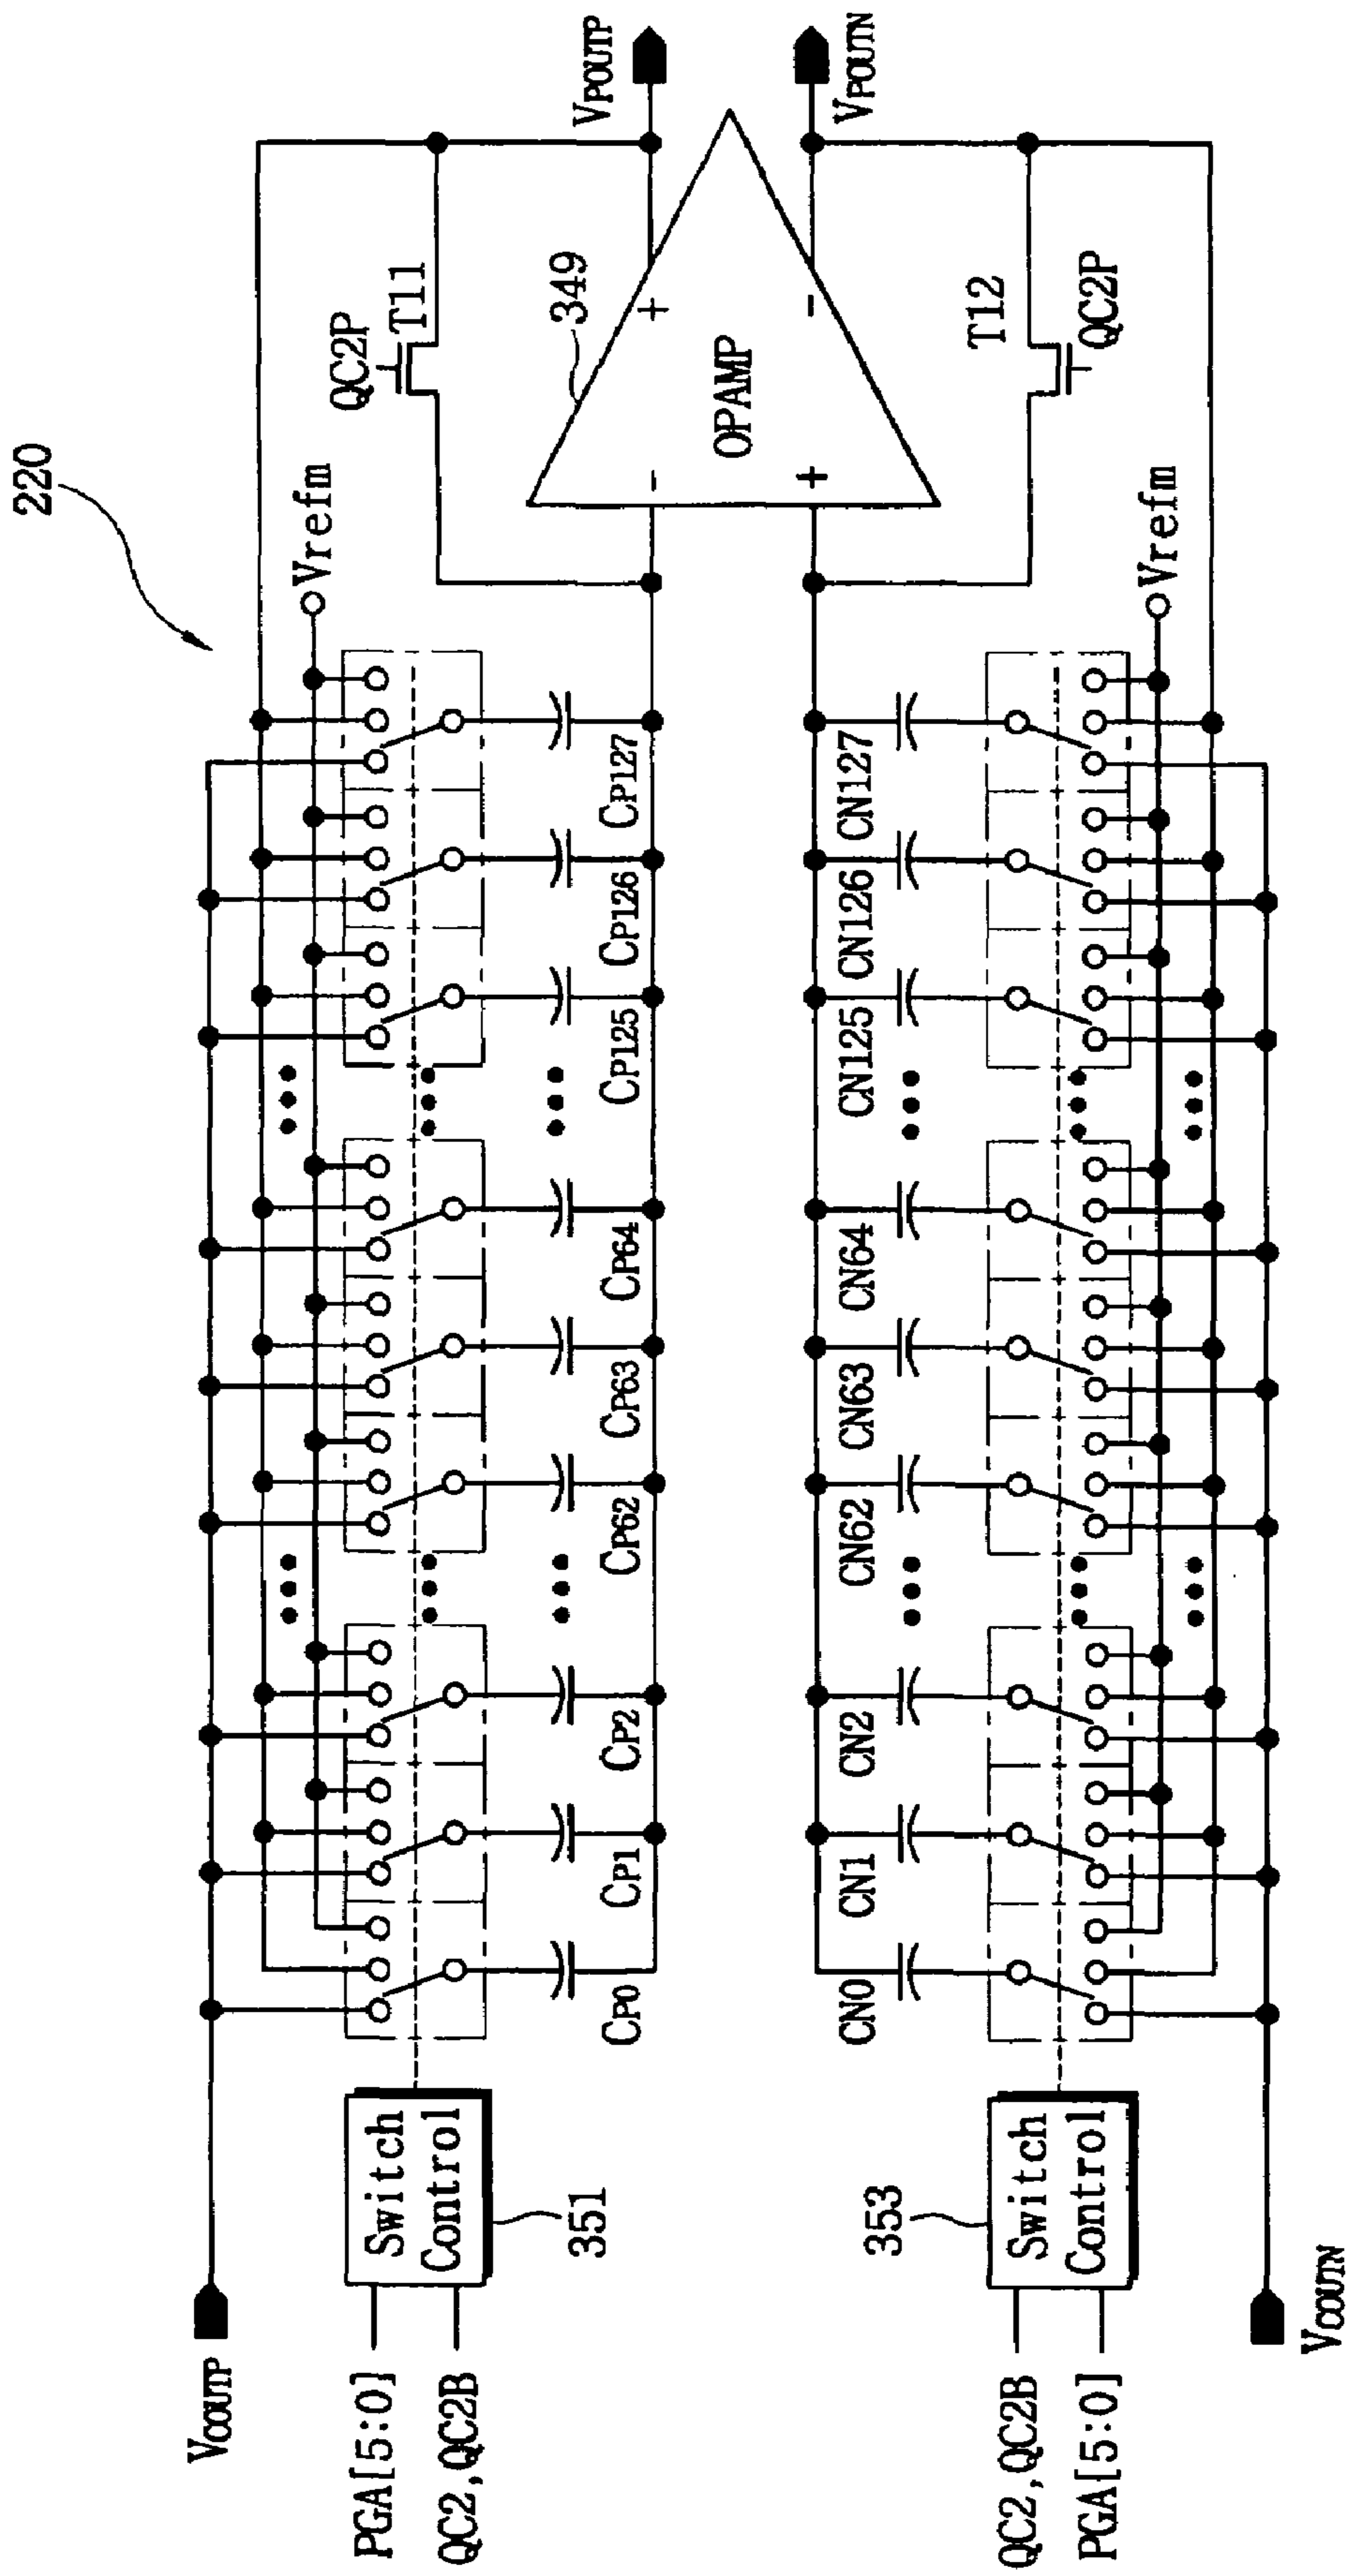 220
VCOUTP
PGA[5:0]
QC2,QC2B
Switch
Control
351
Vrefm
QC2P
T11
VPOUTP
349
CP0
CP1
CP2
CP62
CP63
CP64
CP125
CP126
CP127
-
+
OPAMP
+
-
CN0
CN1
CN2
CN62
CN63
CN64
CN125
CN126
CN127
VPOUTN
T12
QC2P
Vrefm
353
Switch
Control
QC2,QC2B
PGA[5:0]
VCOUTN